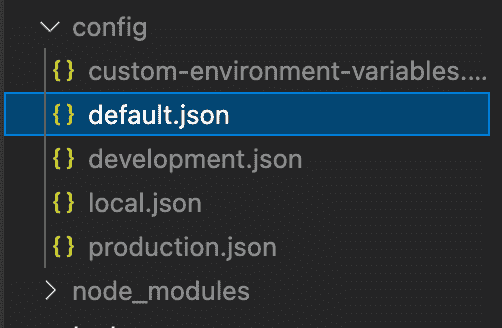 config
{} custom-environment-variables....
{} default.json
{} development.json
{} local.json
{} production.json
node_modules